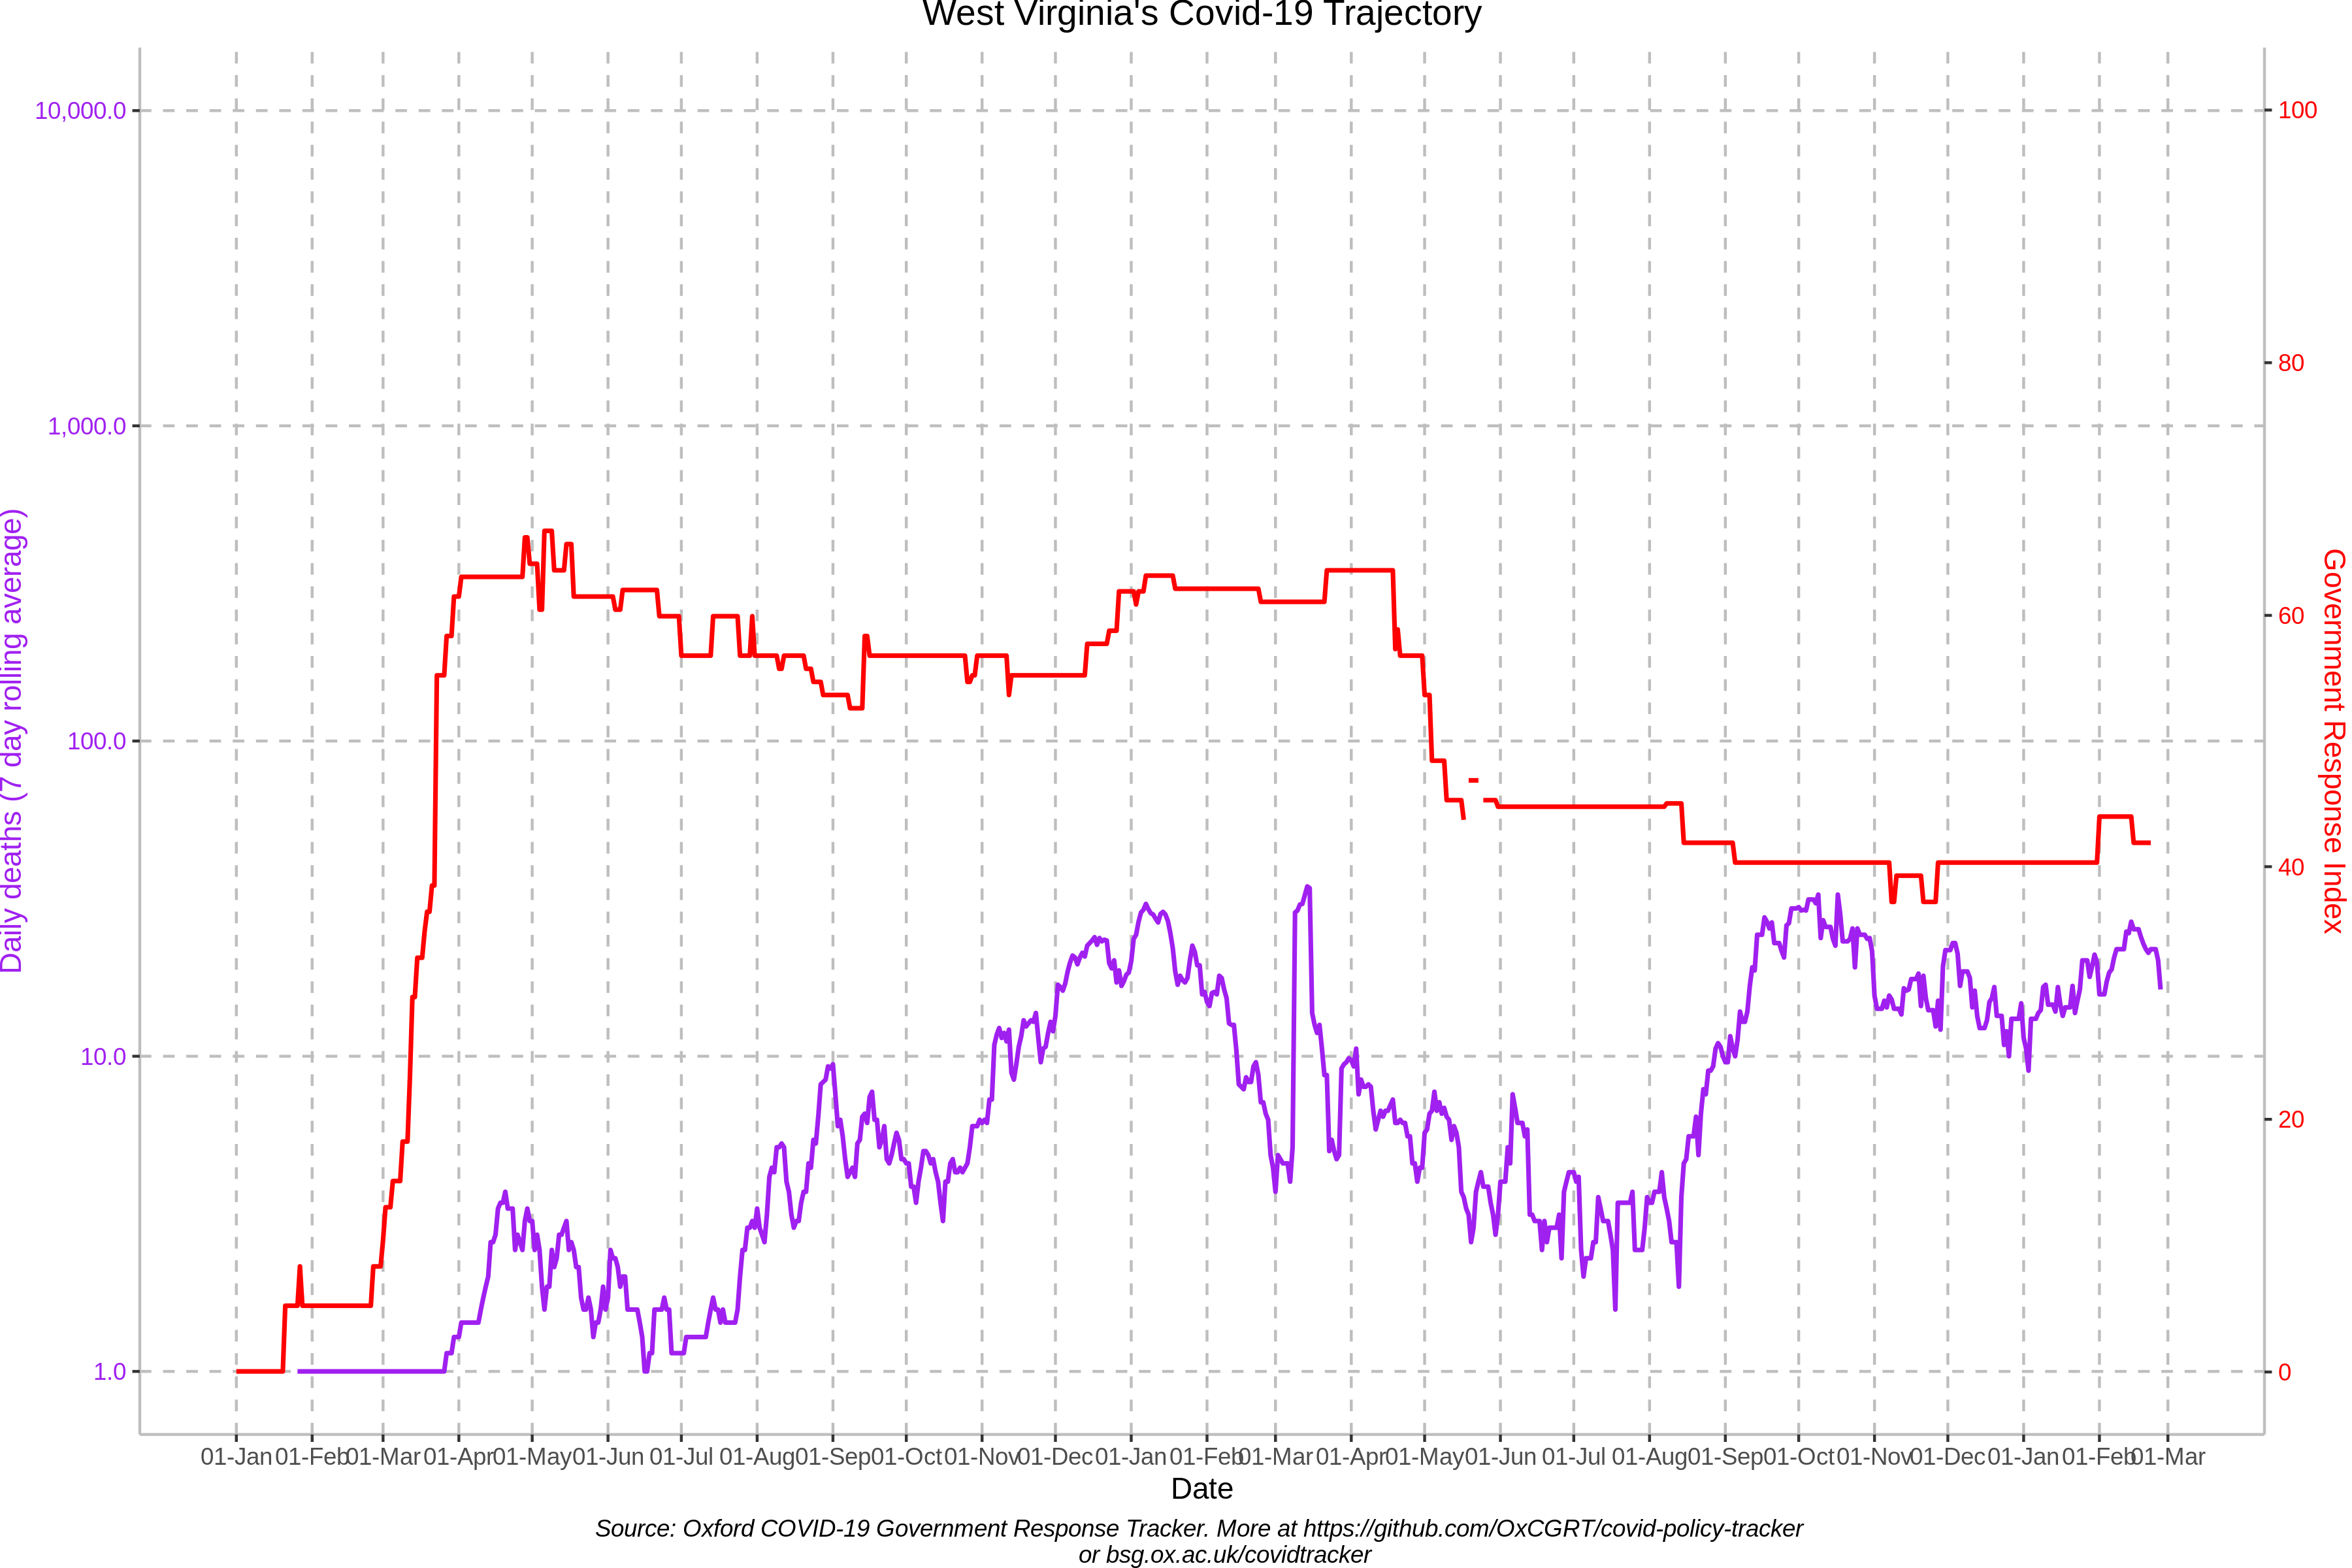 West Virginia's Covid-19 Trajectory
10,000.0
1,000.0
100.0
10.0
1.0
Daily deaths (7 day rolling average)
100
80
60
40
20
0
Government Response Index
01-Jan 01-Feb 01-Mar 01-Apr 01-May 01-Jun 01-Jul 01-Aug 01-Sep 01-Oct 01-Nov 01-Dec 01-Jan 01-Feb 01-Mar 01-Apr 01-May 01-Jun 01-Jul 01-Aug 01-Sep 01-Oct 01-Nov 01-Dec 01-Jan 01-Feb 01-Mar
Date
Source: Oxford COVID-19 Government Response Tracker. More at https://github.com/OxCGRT/covid-policy-tracker
or bsg.ox.ac.uk/covidtracker